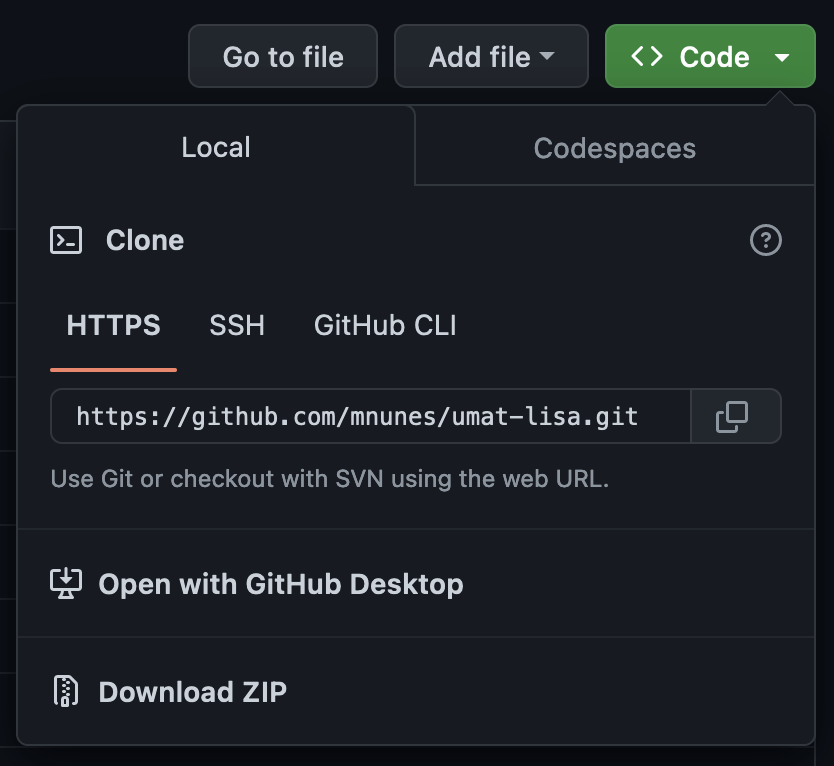 Go to file
Add file
Code
Local
Codespaces
Clone
HTTPS
SSH
GitHub CLI
https://github.com/mnunes/umat-lisa.git
Use Git or checkout with SVN using the web URL.
Open with GitHub Desktop
Download ZIP